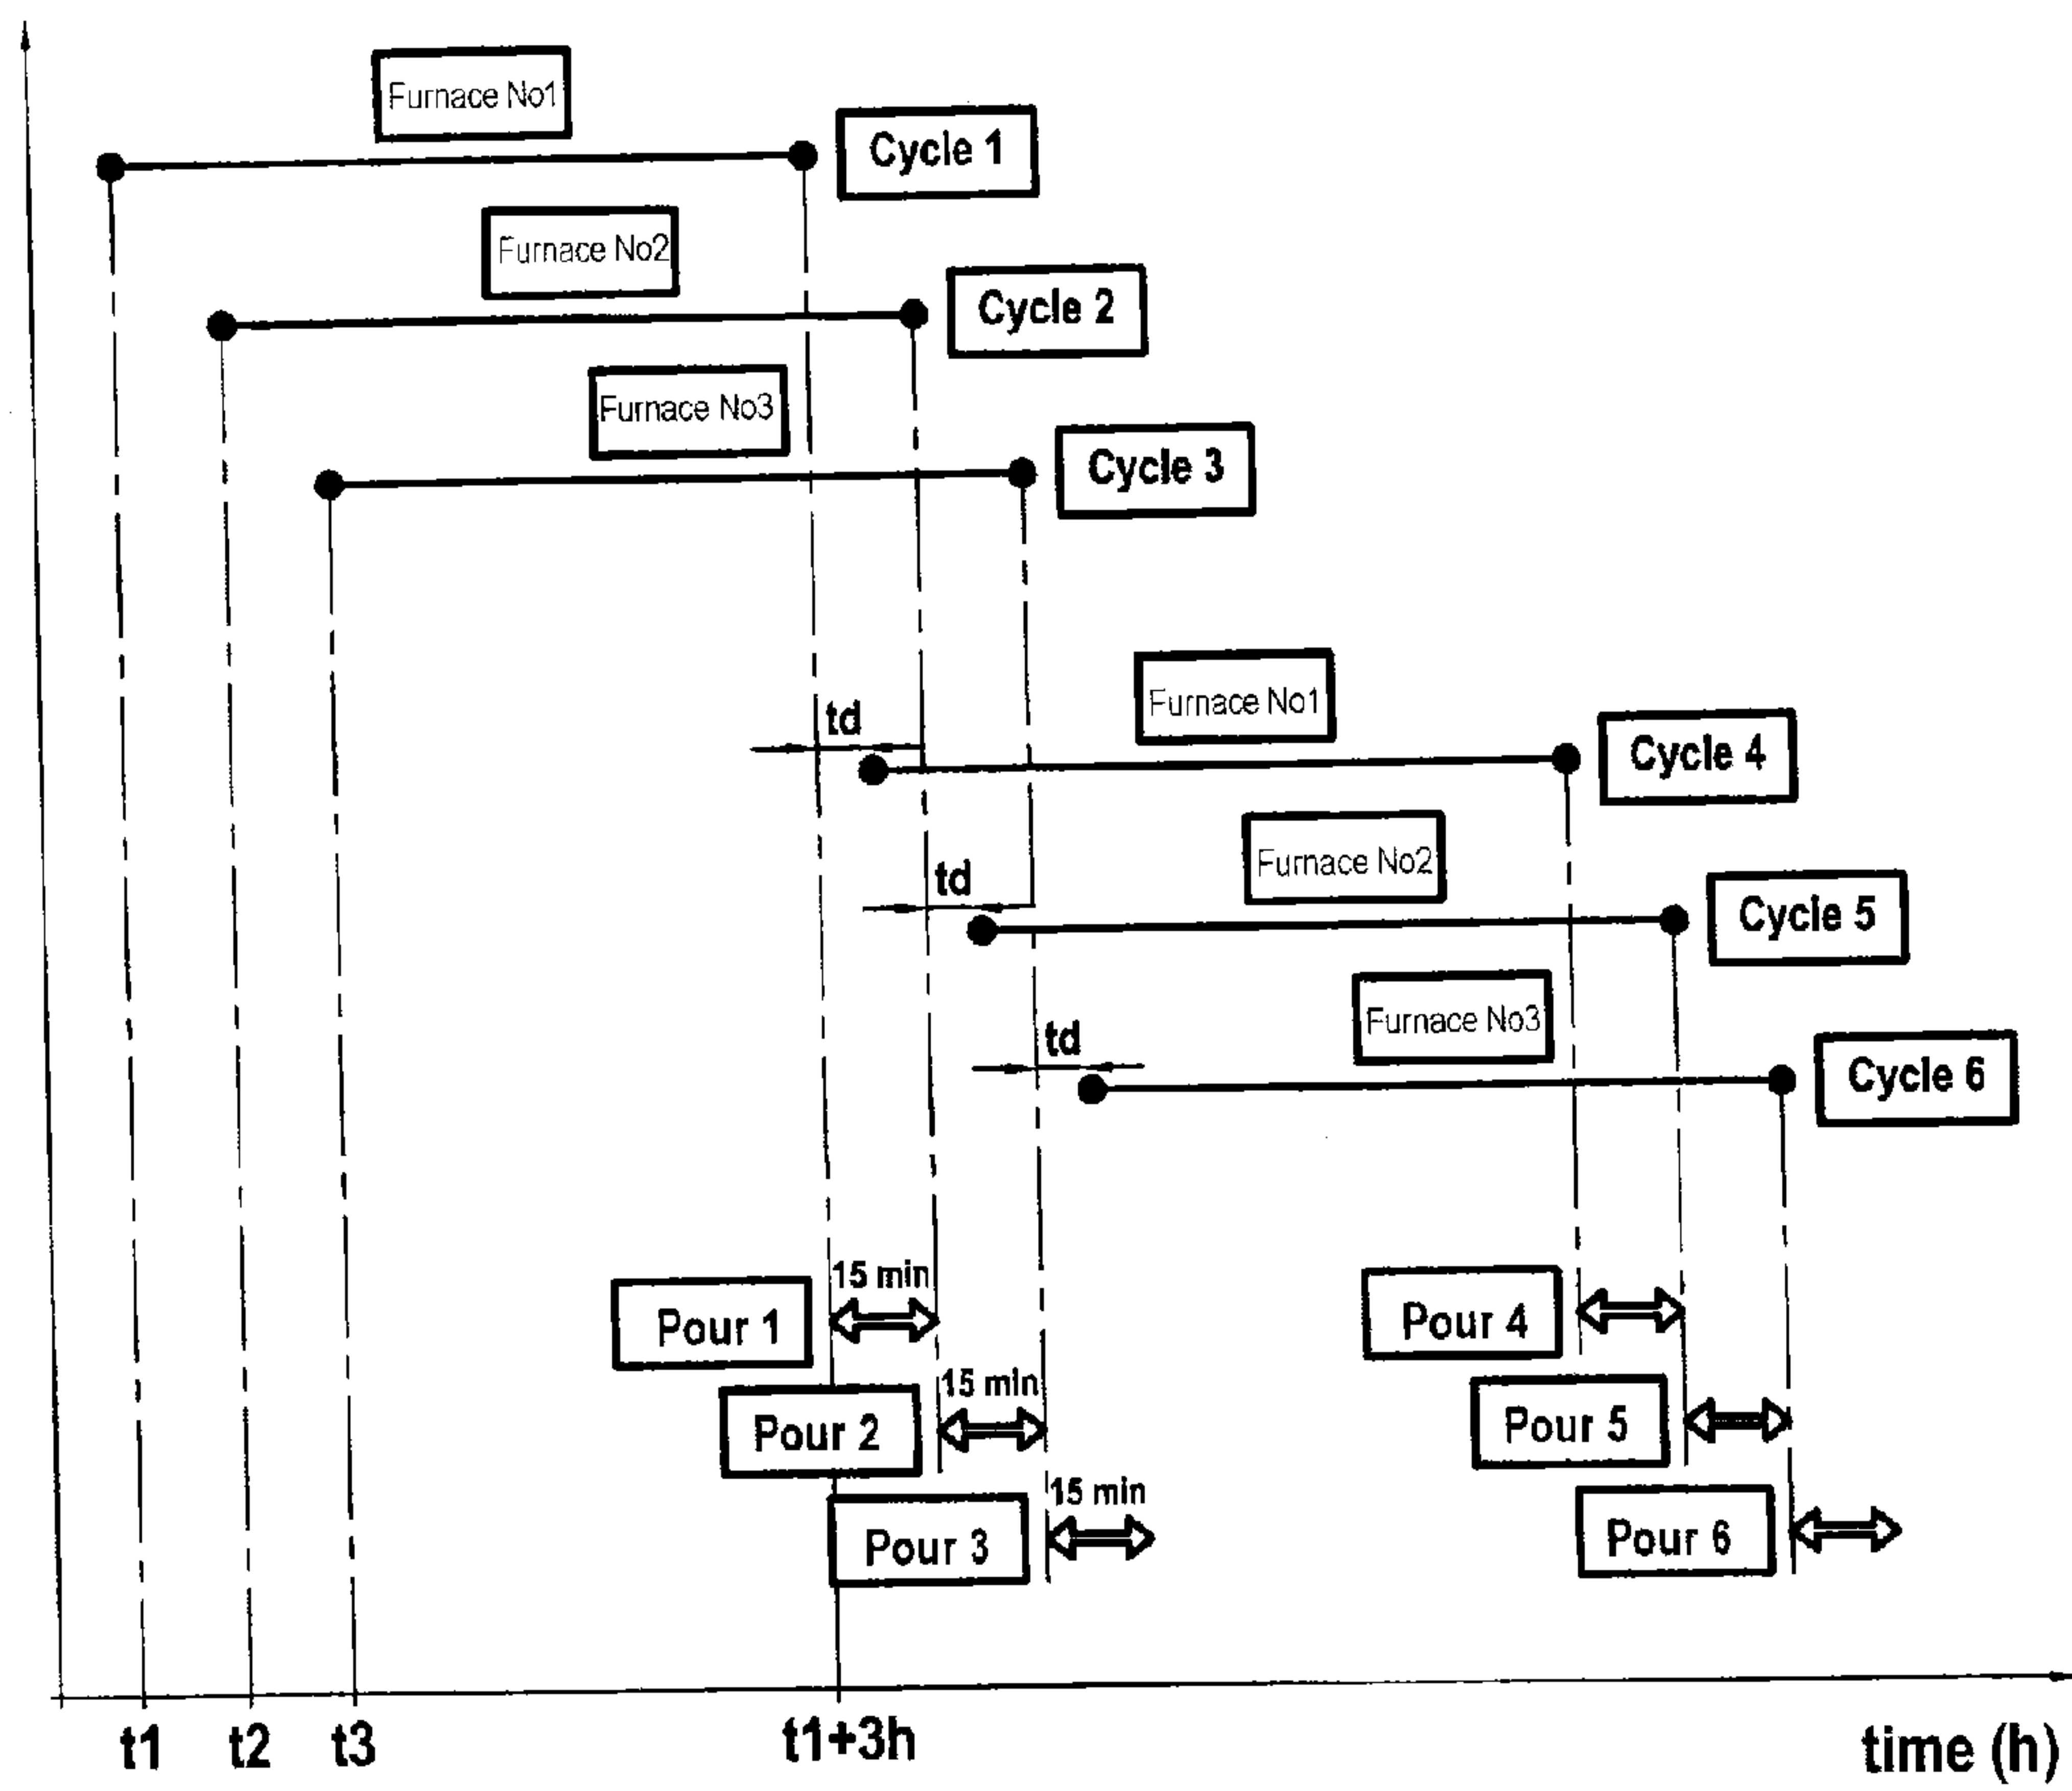 Furnace No1
Cycle 1
Furnace No2
Cycle 2
Furnace No3
Cycle 3
Furnace No1
td
Cycle 4
Furnace No2
td
Cycle 5
Furnace No3
td
Cycle 6
15 min
Pour 1
Pour 4
15 min
Pour 2
Pour 5
15 min
Pour 3
Pour 6
t1 t2 t3 t1+3h time (h)